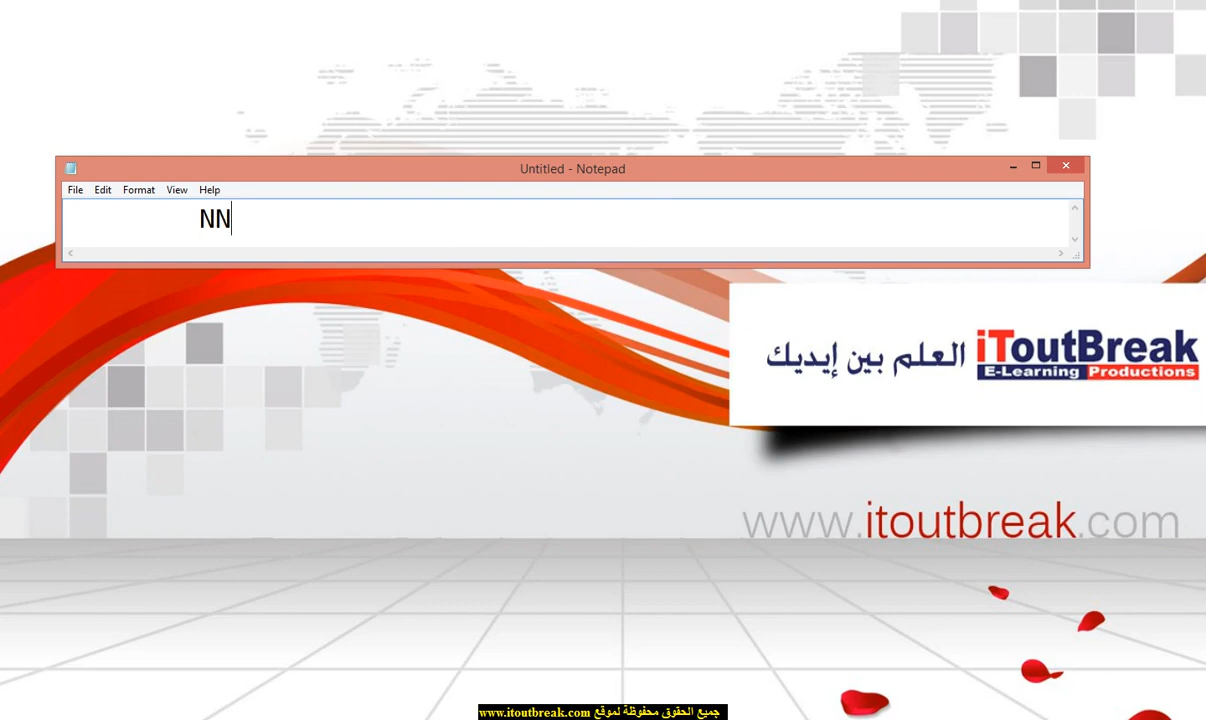 Untitled - Notepad
File Edit Format View Help
NN
العلم بين إيديك
iToutBreak
E-Learning Productions
www.itoutbreak.com
جميع الحقوق محفوظة لموقع www.itoutbreak.com